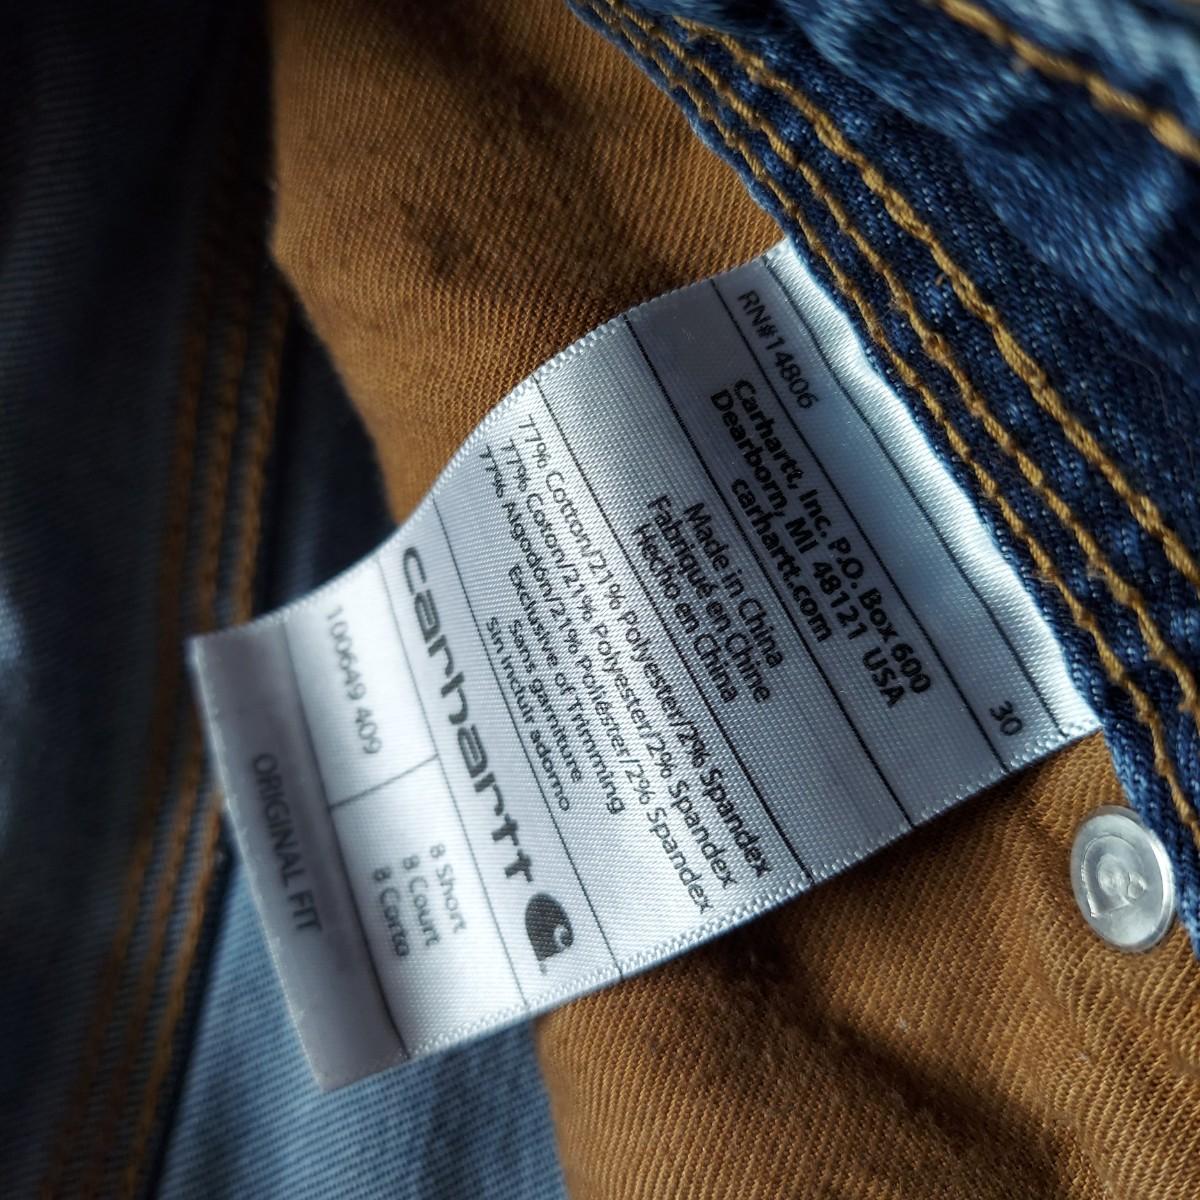 RN#14806
30
Carhartt, Inc. P.O. Box 600
Dearborn, MI 48121 USA
carhartt.com
Made in China
Fabriqué en Chine
Hecho en China
77% Cotton/21% Polyester/2% Spandex
77% Coton/21% Polyester/2% Spandex
77% Algodón/21% Poliéster/2% Spandex
Exclusive of Trimming
Sans garniture
Sin incluir adorno
carhartt
100649 409
8 Short
8 Court
8 Corto
ORIGINAL FIT